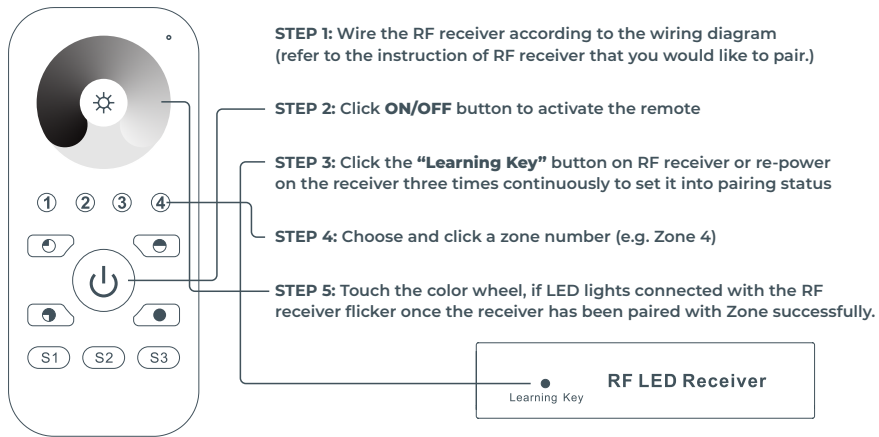 STEP 1: Wire the RF receiver according to the wiring diagram
(refer to the instruction of RF receiver that you would like to pair.)
STEP 2: Click ON/OFF button to activate the remote
STEP 3: Click the “Learning Key” button on RF receiver or re-power
on the receiver three times continuously to set it into pairing status
1 2 3 4
STEP 4: Choose and click a zone number (e.g. Zone 4)
STEP 5: Touch the color wheel, if LED lights connected with the RF
receiver flicker once the receiver has been paired with Zone successfully.
S1 S2 S3
RF LED Receiver
Learning Key